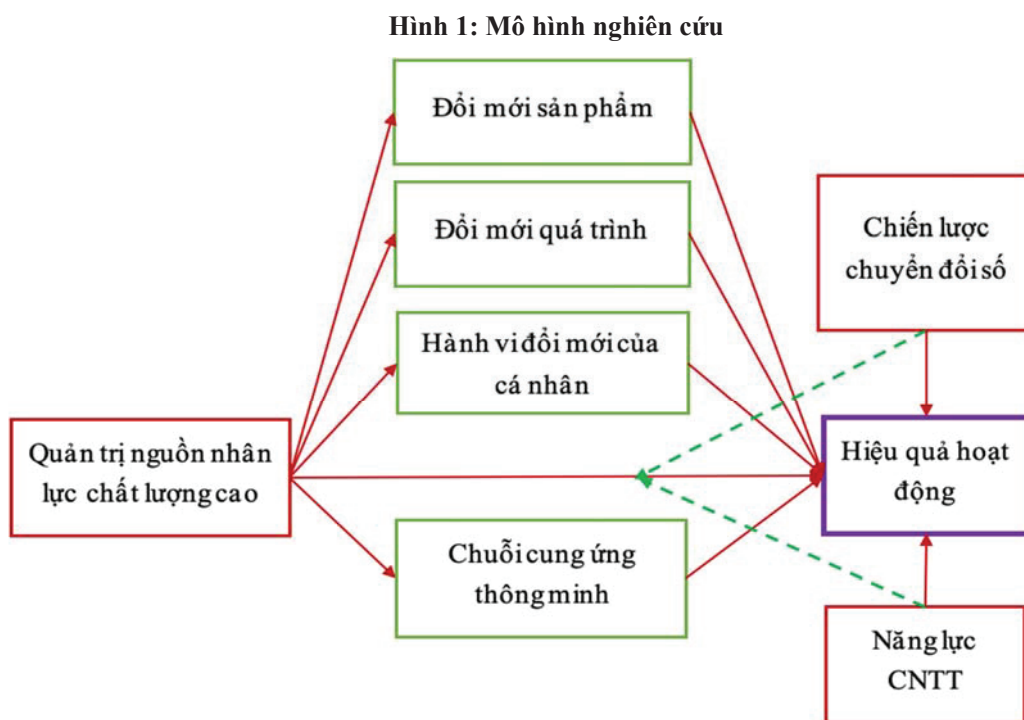 Hình 1: Mô hình nghiên cứu
Đổi mới sản phẩm
Đổi mới quá trình
Hành vi đổi mới của
cá nhân
Chiến lược
chuyển đổi số
Quản trị nguồn nhân
lực chất lượng cao
Hiệu quả hoạt
động
Chuỗi cung ứng
thông minh
Năng lực
CNTT